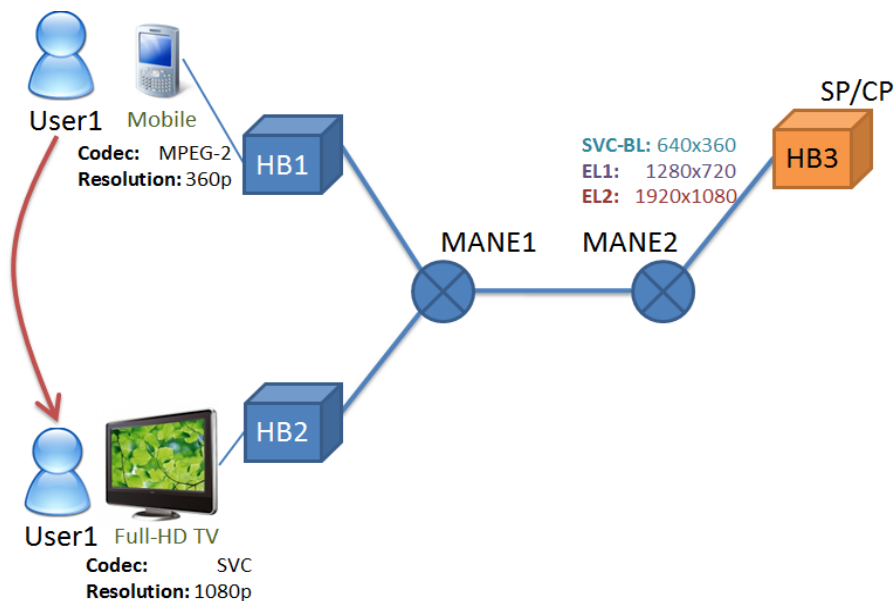 User1
Mobile
Codec: MPEG-2
Resolution: 360p
HB1
SP/CP
HB3
SVC-BL: 640x360
EL1: 1280x720
EL2: 1920x1080
MANE1
MANE2
HB2
User1
Full-HD TV
Codec: SVC
Resolution: 1080p